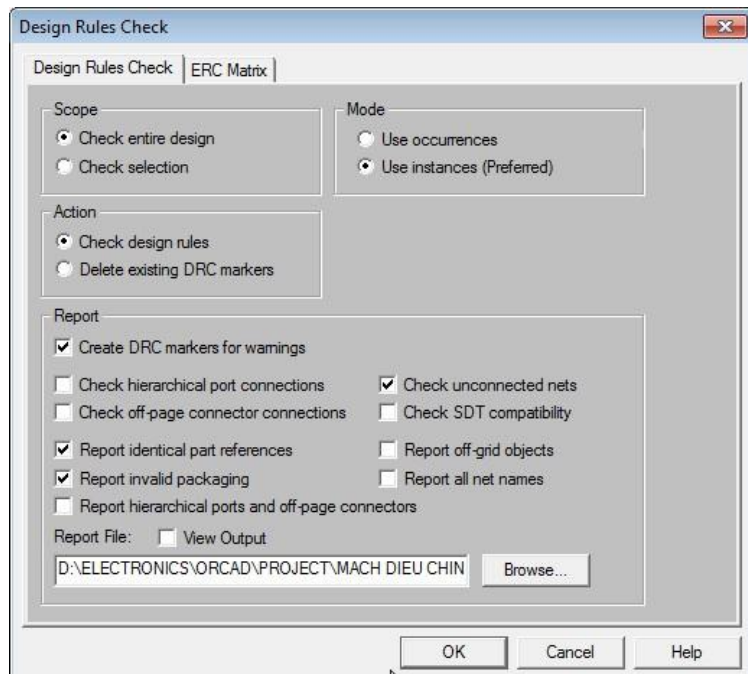 Design Rules Check
Design Rules Check ERC Matrix
Scope
Check entire design
Check selection
Mode
Use occurrences
Use instances (Preferred)
Action
Check design rules
Delete existing DRC markers
Report
Create DRC markers for warnings
Check hierarchical port connections
Check unconnected nets
Check off-page connector connections
Check SDT compatibility
Report identical part references
Report off-grid objects
Report invalid packaging
Report all net names
Report hierarchical ports and off-page connectors
Report File: View Output
D:\ELECTRONICS\ORCAD\PROJECT\MACH DIEU CHIN
Browse...
OK Cancel Help